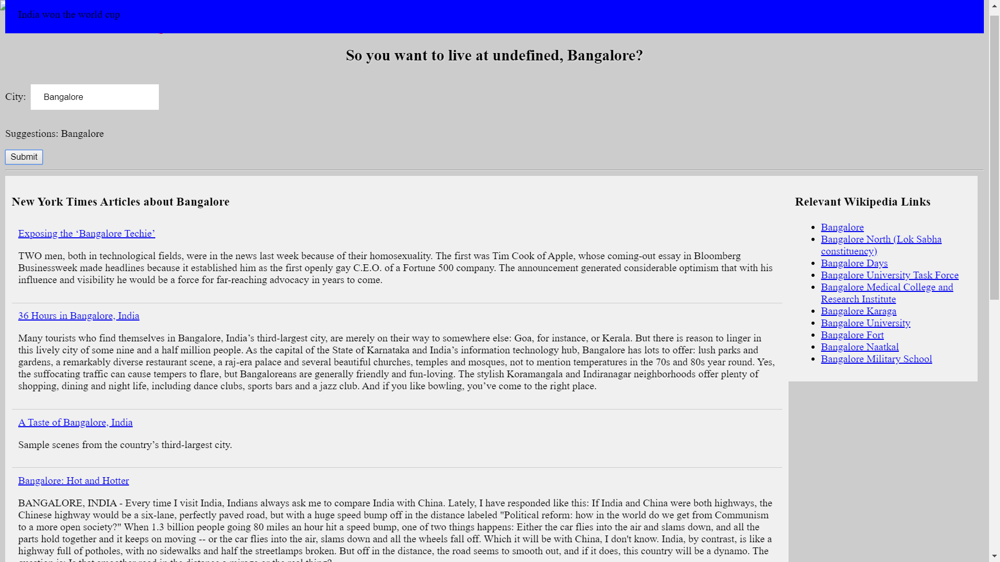 India won the world cup
So you want to live at undefined, Bangalore?
City: Bangalore
Suggestions: Bangalore
Submit
New York Times Articles about Bangalore
Exposing the ‘Bangalore Techie’
TWO men, both in technological fields, were in the news last week because of their homosexuality. The first was Tim Cook of Apple, whose coming-out essay in Bloomberg
Businessweek made headlines because it established him as the first openly gay C.E.O. of a Fortune 500 company. The announcement generated considerable optimism that with his
influence and visibility he would be a force for far-reaching advocacy in years to come.
36 Hours in Bangalore, India
Many tourists who find themselves in Bangalore, India’s third-largest city, are merely on their way to somewhere else: Goa, for instance, or Kerala. But there is reason to linger in
this lively city of some nine and a half million people. As the capital of the State of Karnataka and India’s information technology hub, Bangalore has lots to offer: lush parks and
gardens, a remarkably diverse restaurant scene, a raj-era palace and several beautiful churches, temples and mosques, not to mention temperatures in the 70s and 80s year round. Yes,
the suffocating traffic can cause tempers to flare, but Bangaloreans are generally friendly and fun-loving. The stylish Koramangala and Indiranagar neighborhoods offer plenty of
shopping, dining and night life, including dance clubs, sports bars and a jazz club. And if you like bowling, you’ve come to the right place.
A Taste of Bangalore, India
Sample scenes from the country’s third-largest city.
Bangalore: Hot and Hotter
BANGALORE, INDIA - Every time I visit India, Indians always ask me to compare India with China. Lately, I have responded like this: If India and China were both highways, the
Chinese highway would be a six-lane, perfectly paved road, but with a huge speed bump off in the distance labeled "Political reform: how in the world do we get from Communism
to a more open society?" When 1.3 billion people going 80 miles an hour hit a speed bump, one of two things happens: Either the car flies into the air and slams down, and all the
parts hold together and it keeps on moving -- or the car flies into the air, slams down and all the wheels fall off. Which it will be with China, I don't know. India, by contrast, is like a
highway full of potholes, with no sidewalks and half the streetlamps broken. But off in the distance, the road seems to smooth out, and if it does, this country will be a dynamo. The
question is: Is that smoother road in the distance a mirage or the real thing?
Relevant Wikipedia Links
Bangalore
Bangalore North (Lok Sabha
constituency)
Bangalore Days
Bangalore University Task Force
Bangalore Medical College and
Research Institute
Bangalore Karaga
Bangalore University
Bangalore Fort
Bangalore Naatkal
Bangalore Military School